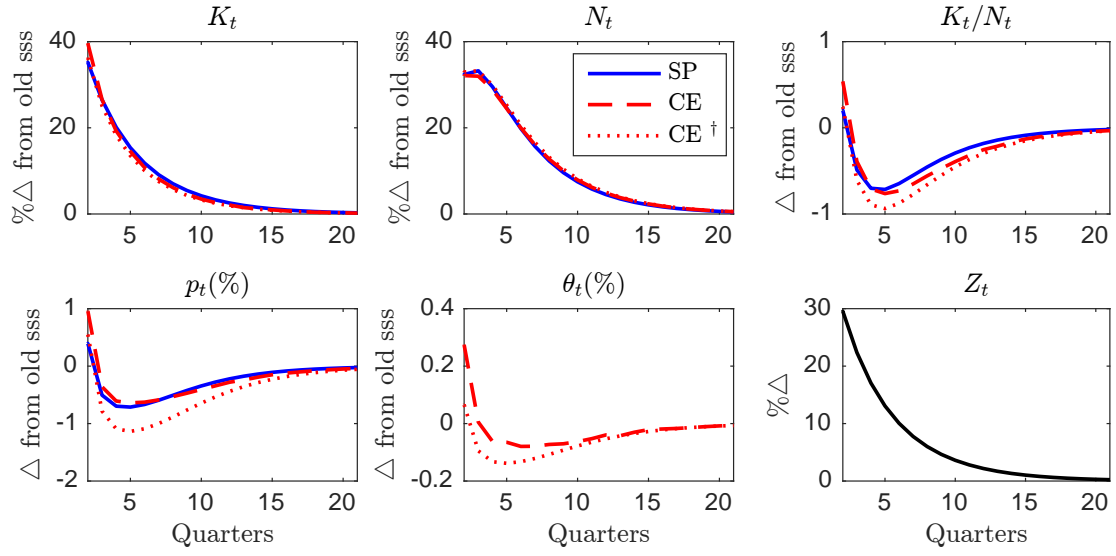 K_t
N_t
K_t/N_t
%△ from old sss
40
20
0
5
10
15
20
%△ from old sss
40
20
0
5
10
15
20
SP
CE
CE †
△ from old sss
1
0
-1
5
10
15
20
p_t(%)
θ_t(%)
Z_t
△ from old sss
1
0
-1
-2
5
10
15
20
Quarters
△ from old sss
0.4
0.2
0
-0.2
5
10
15
20
Quarters
%△
30
20
10
0
5
10
15
20
Quarters